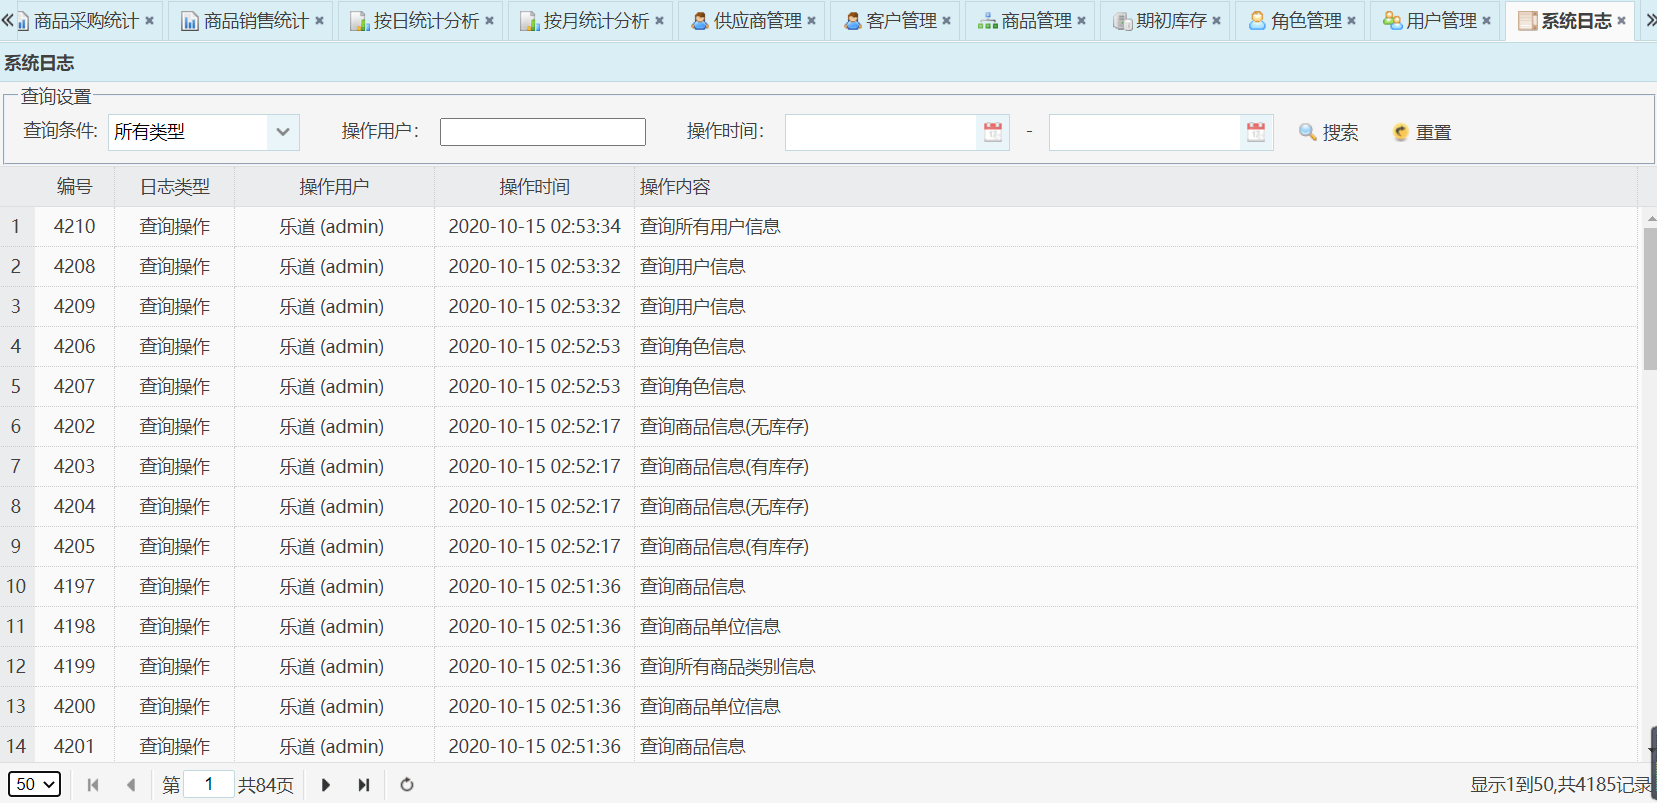 商品采购统计 商品销售统计 按日统计分析 按月统计分析 供应商管理 客户管理 商品管理 期初库存 角色管理 用户管理 系统日志
系统日志
查询设置
查询条件: 所有类型 操作用户： 操作时间： - 搜索 重置
编号 日志类型 操作用户 操作时间 操作内容
1 4210 查询操作 乐道 (admin) 2020-10-15 02:53:34 查询所有用户信息
2 4208 查询操作 乐道 (admin) 2020-10-15 02:53:32 查询用户信息
3 4209 查询操作 乐道 (admin) 2020-10-15 02:53:32 查询用户信息
4 4206 查询操作 乐道 (admin) 2020-10-15 02:52:53 查询角色信息
5 4207 查询操作 乐道 (admin) 2020-10-15 02:52:53 查询角色信息
6 4202 查询操作 乐道 (admin) 2020-10-15 02:52:17 查询商品信息(无库存)
7 4203 查询操作 乐道 (admin) 2020-10-15 02:52:17 查询商品信息(有库存)
8 4204 查询操作 乐道 (admin) 2020-10-15 02:52:17 查询商品信息(无库存)
9 4205 查询操作 乐道 (admin) 2020-10-15 02:52:17 查询商品信息(有库存)
10 4197 查询操作 乐道 (admin) 2020-10-15 02:51:36 查询商品信息
11 4198 查询操作 乐道 (admin) 2020-10-15 02:51:36 查询商品单位信息
12 4199 查询操作 乐道 (admin) 2020-10-15 02:51:36 查询所有商品类别信息
13 4200 查询操作 乐道 (admin) 2020-10-15 02:51:36 查询商品单位信息
14 4201 查询操作 乐道 (admin) 2020-10-15 02:51:36 查询商品信息
50 第 1 共84页 显示1到50,共4185记录